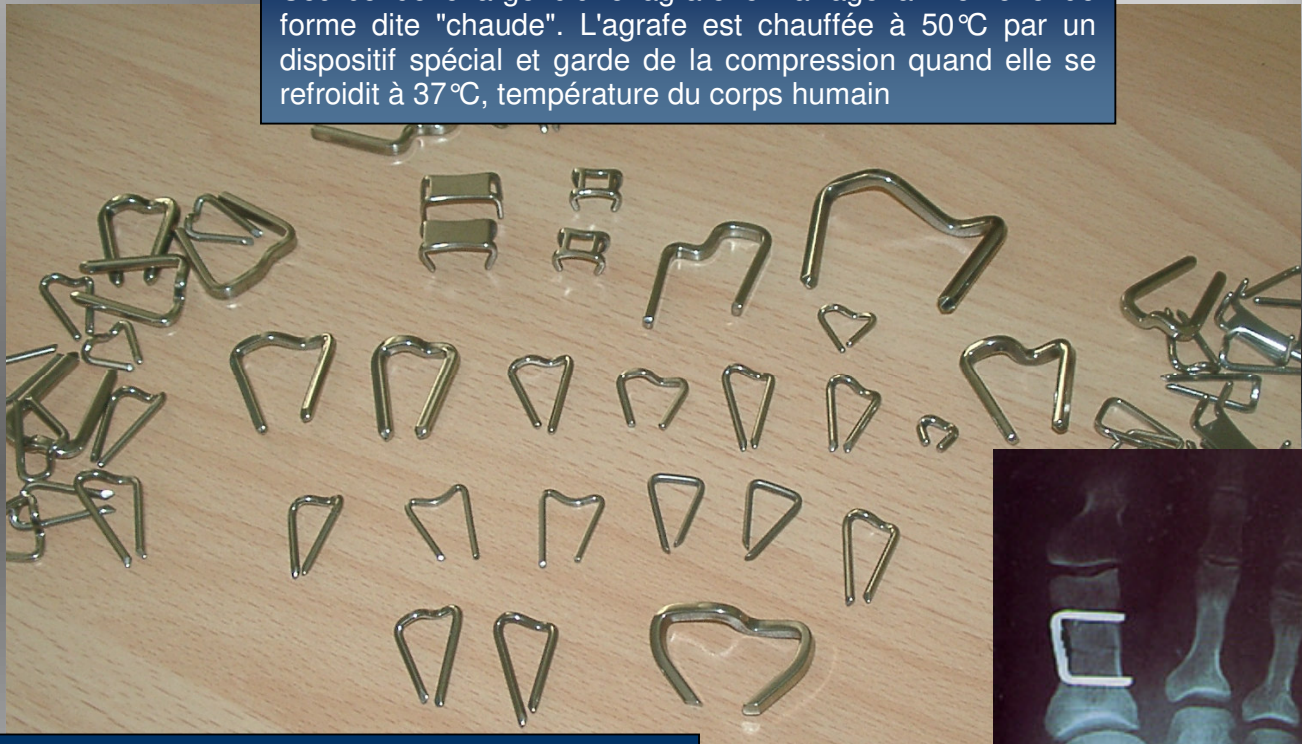 forme dite "chaude". L'agrafe est chauffée à 50°C par un
dispositif spécial et garde de la compression quand elle se
refroidit à 37°C, température du corps humain